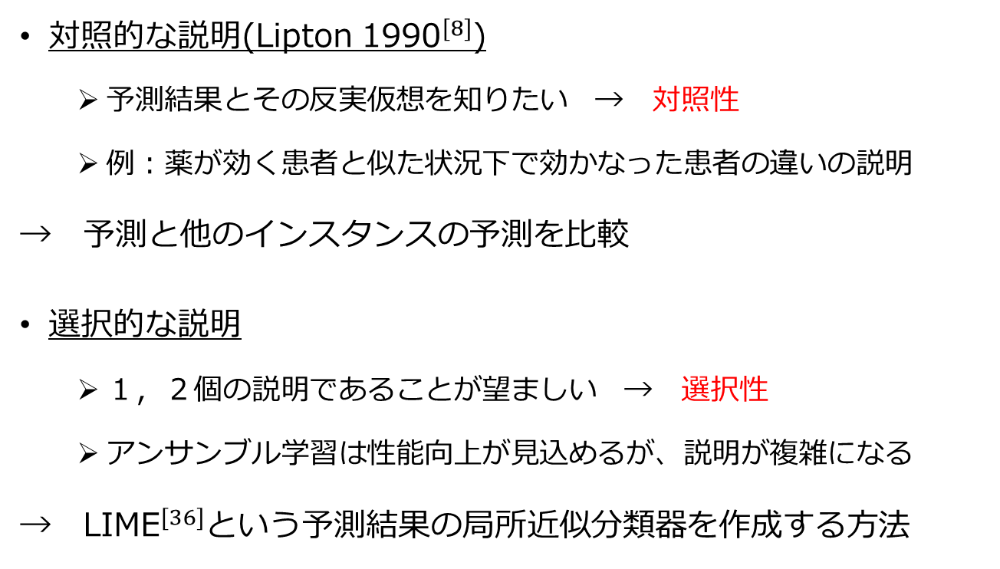 • 対照的な説明(Lipton 1990[8])
➢ 予測結果とその反実仮想を知りたい → 対照性
➢ 例：薬が効く患者と似た状況下で効かなった患者の違いの説明
→ 予測と他のインスタンスの予測を比較
• 選択的な説明
➢ １，２個の説明であることが望ましい → 選択性
➢ アンサンブル学習は性能向上が見込めるが、説明が複雑になる
→ LIME[36]という予測結果の局所近似分類器を作成する方法